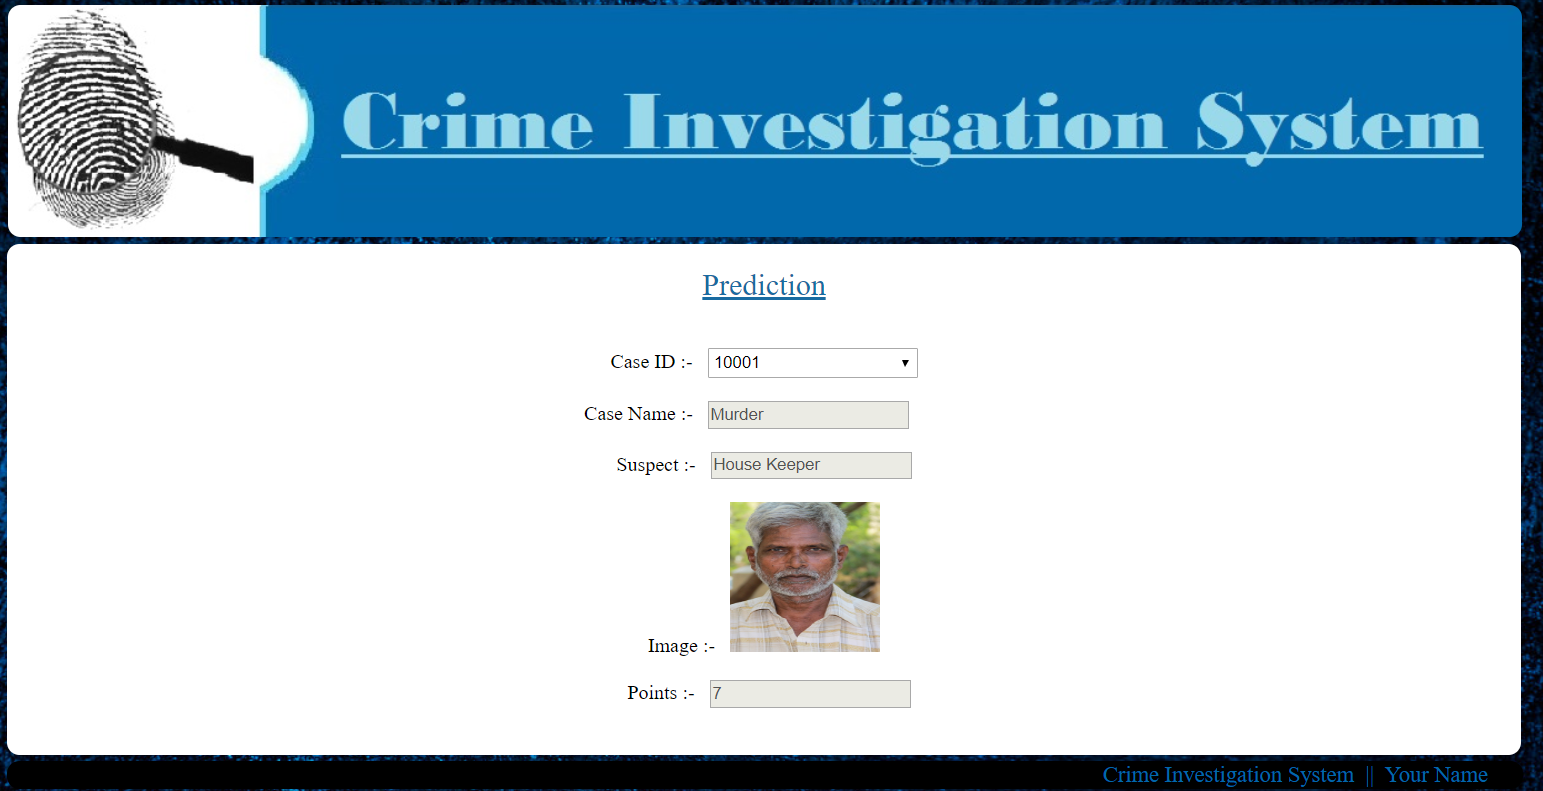 Crime Investigation System
Prediction
Case ID :- 10001
Case Name :- Murder
Suspect :- House Keeper
Image :-
Points :- 7
Crime Investigation System || Your Name